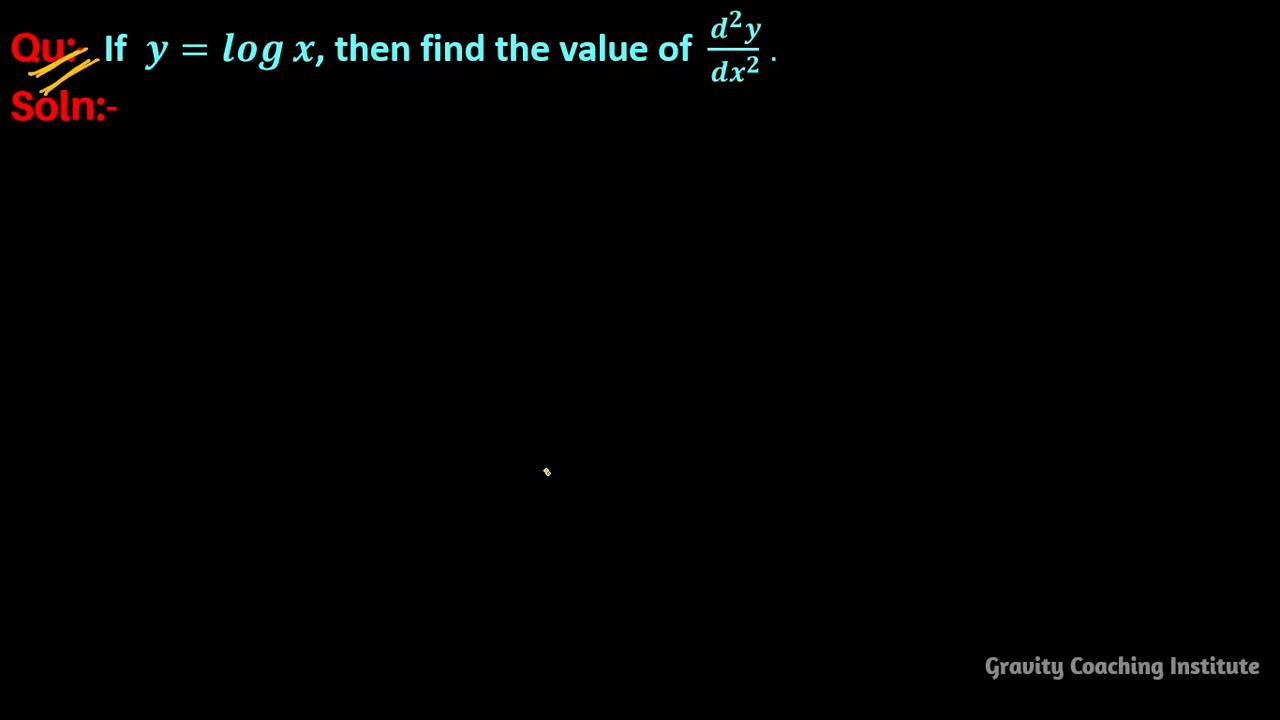 Qu:- If y = log x, then find the value of d²y/dx² .
Soln:-
Gravity Coaching Institute